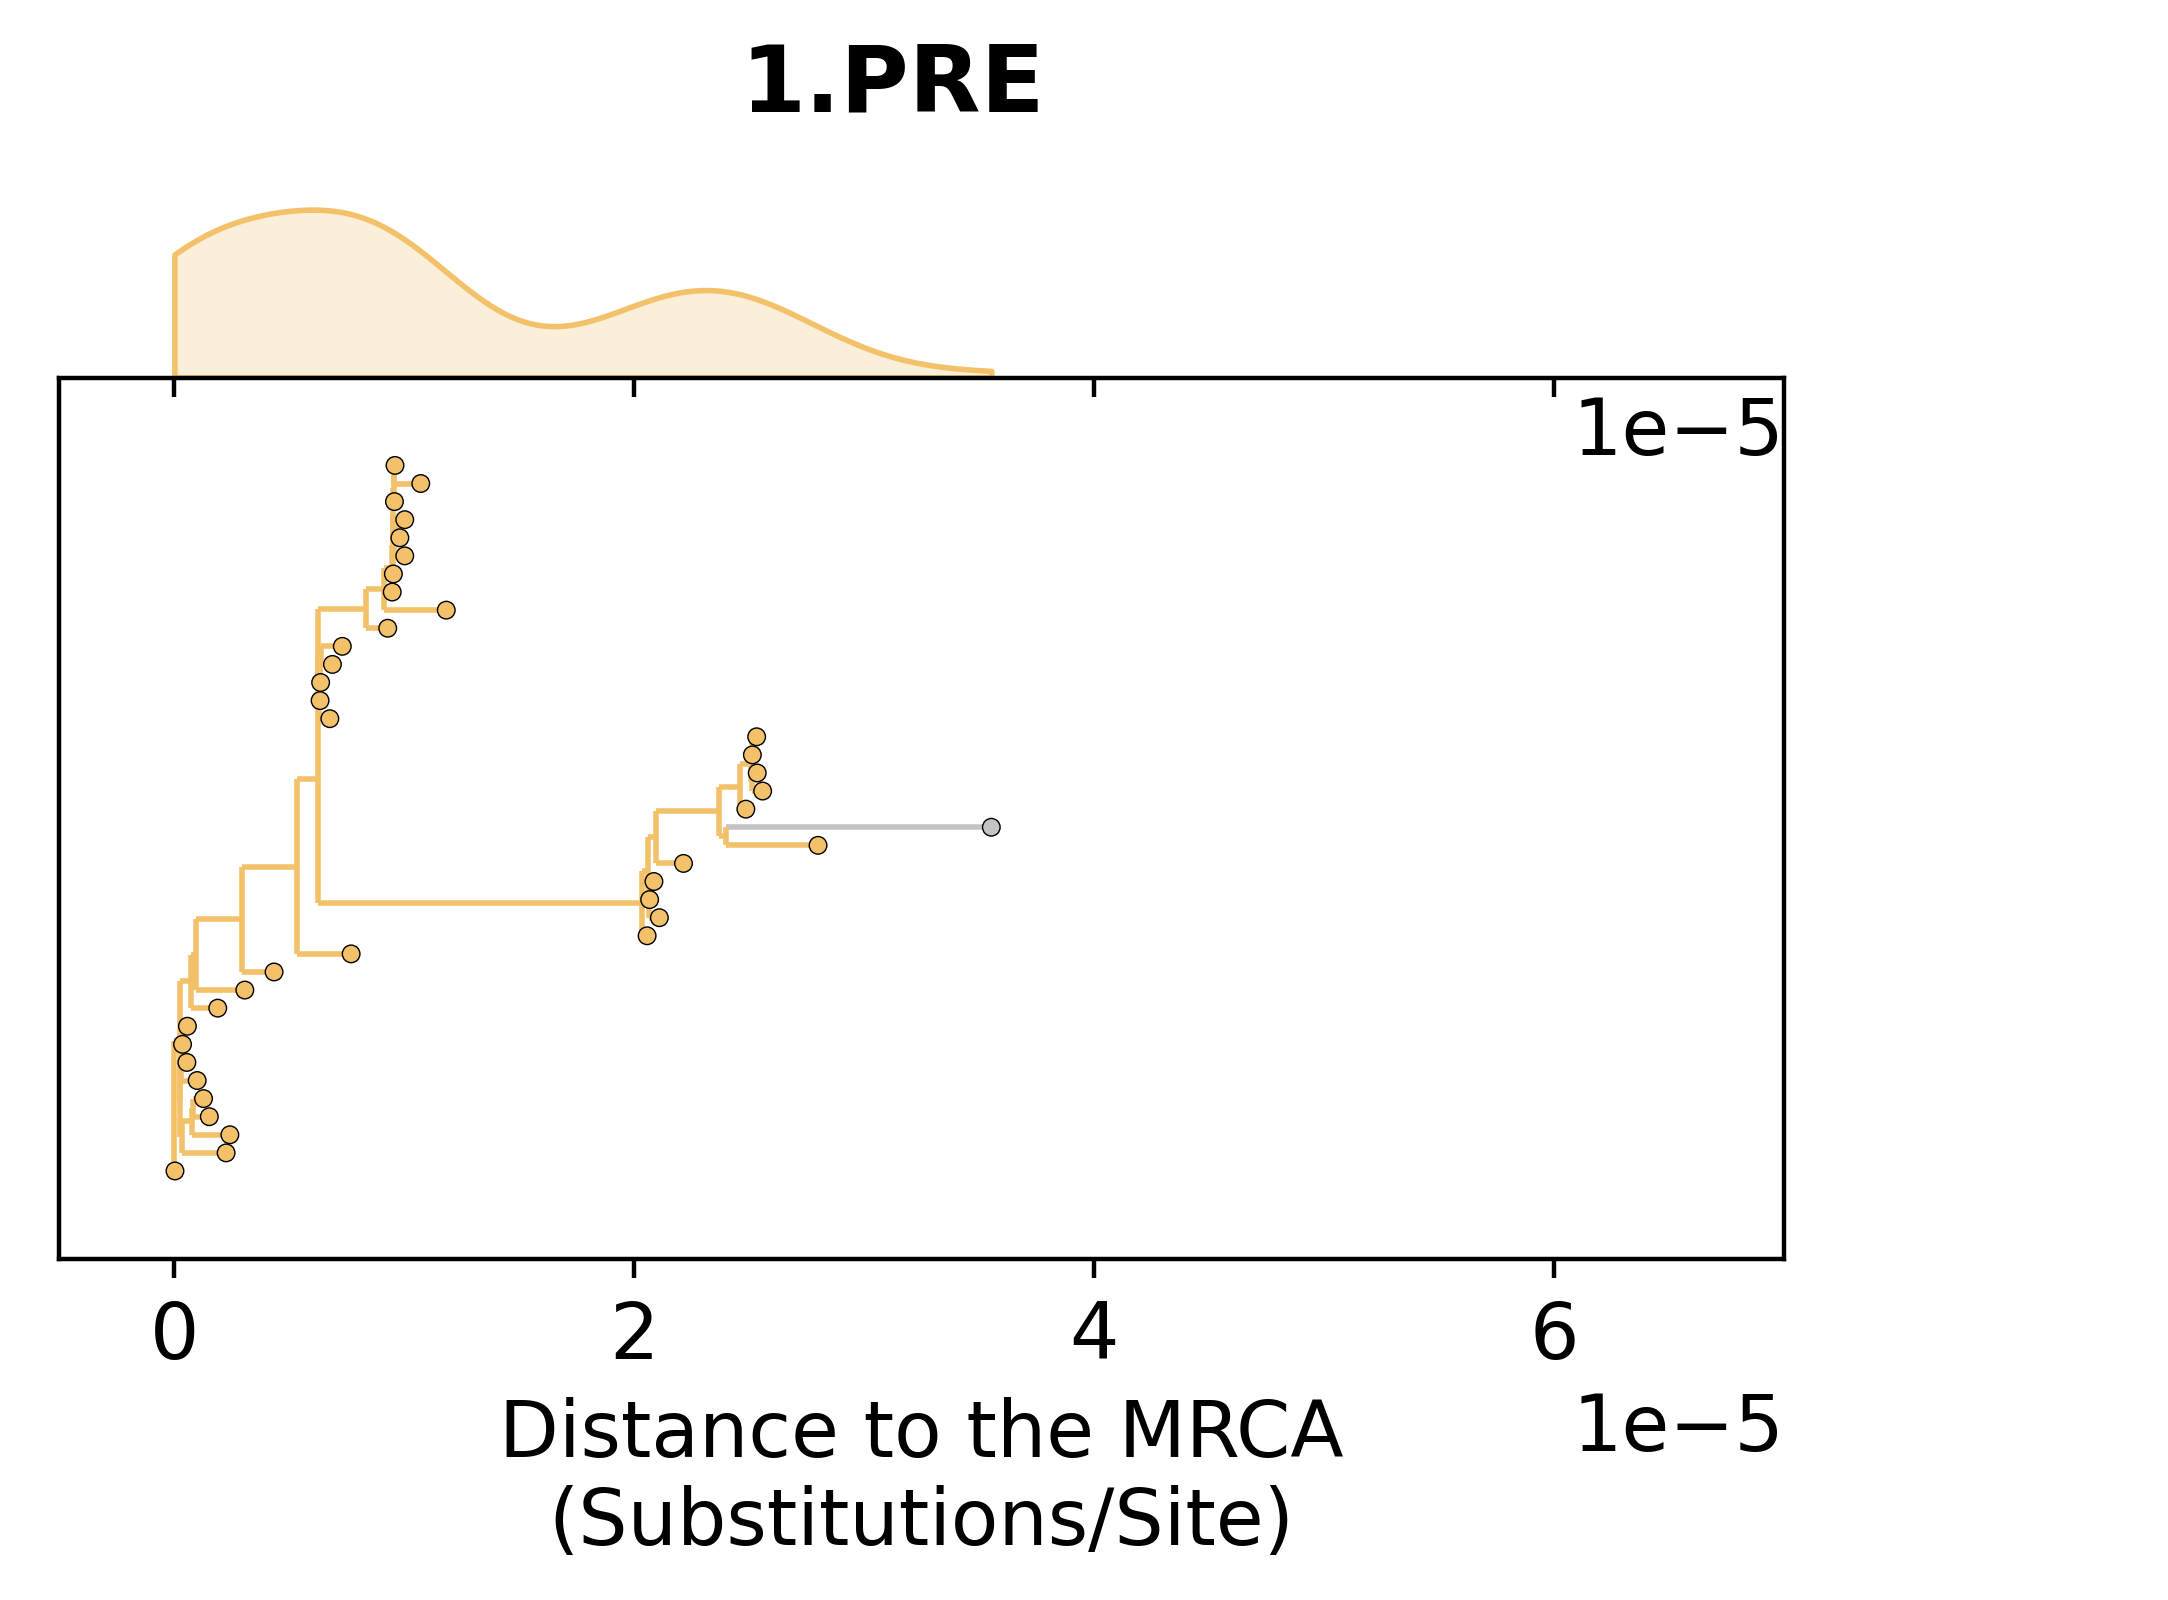 1.PRE
1e−5
0 2 4 6
1e−5
Distance to the MRCA
(Substitutions/Site)